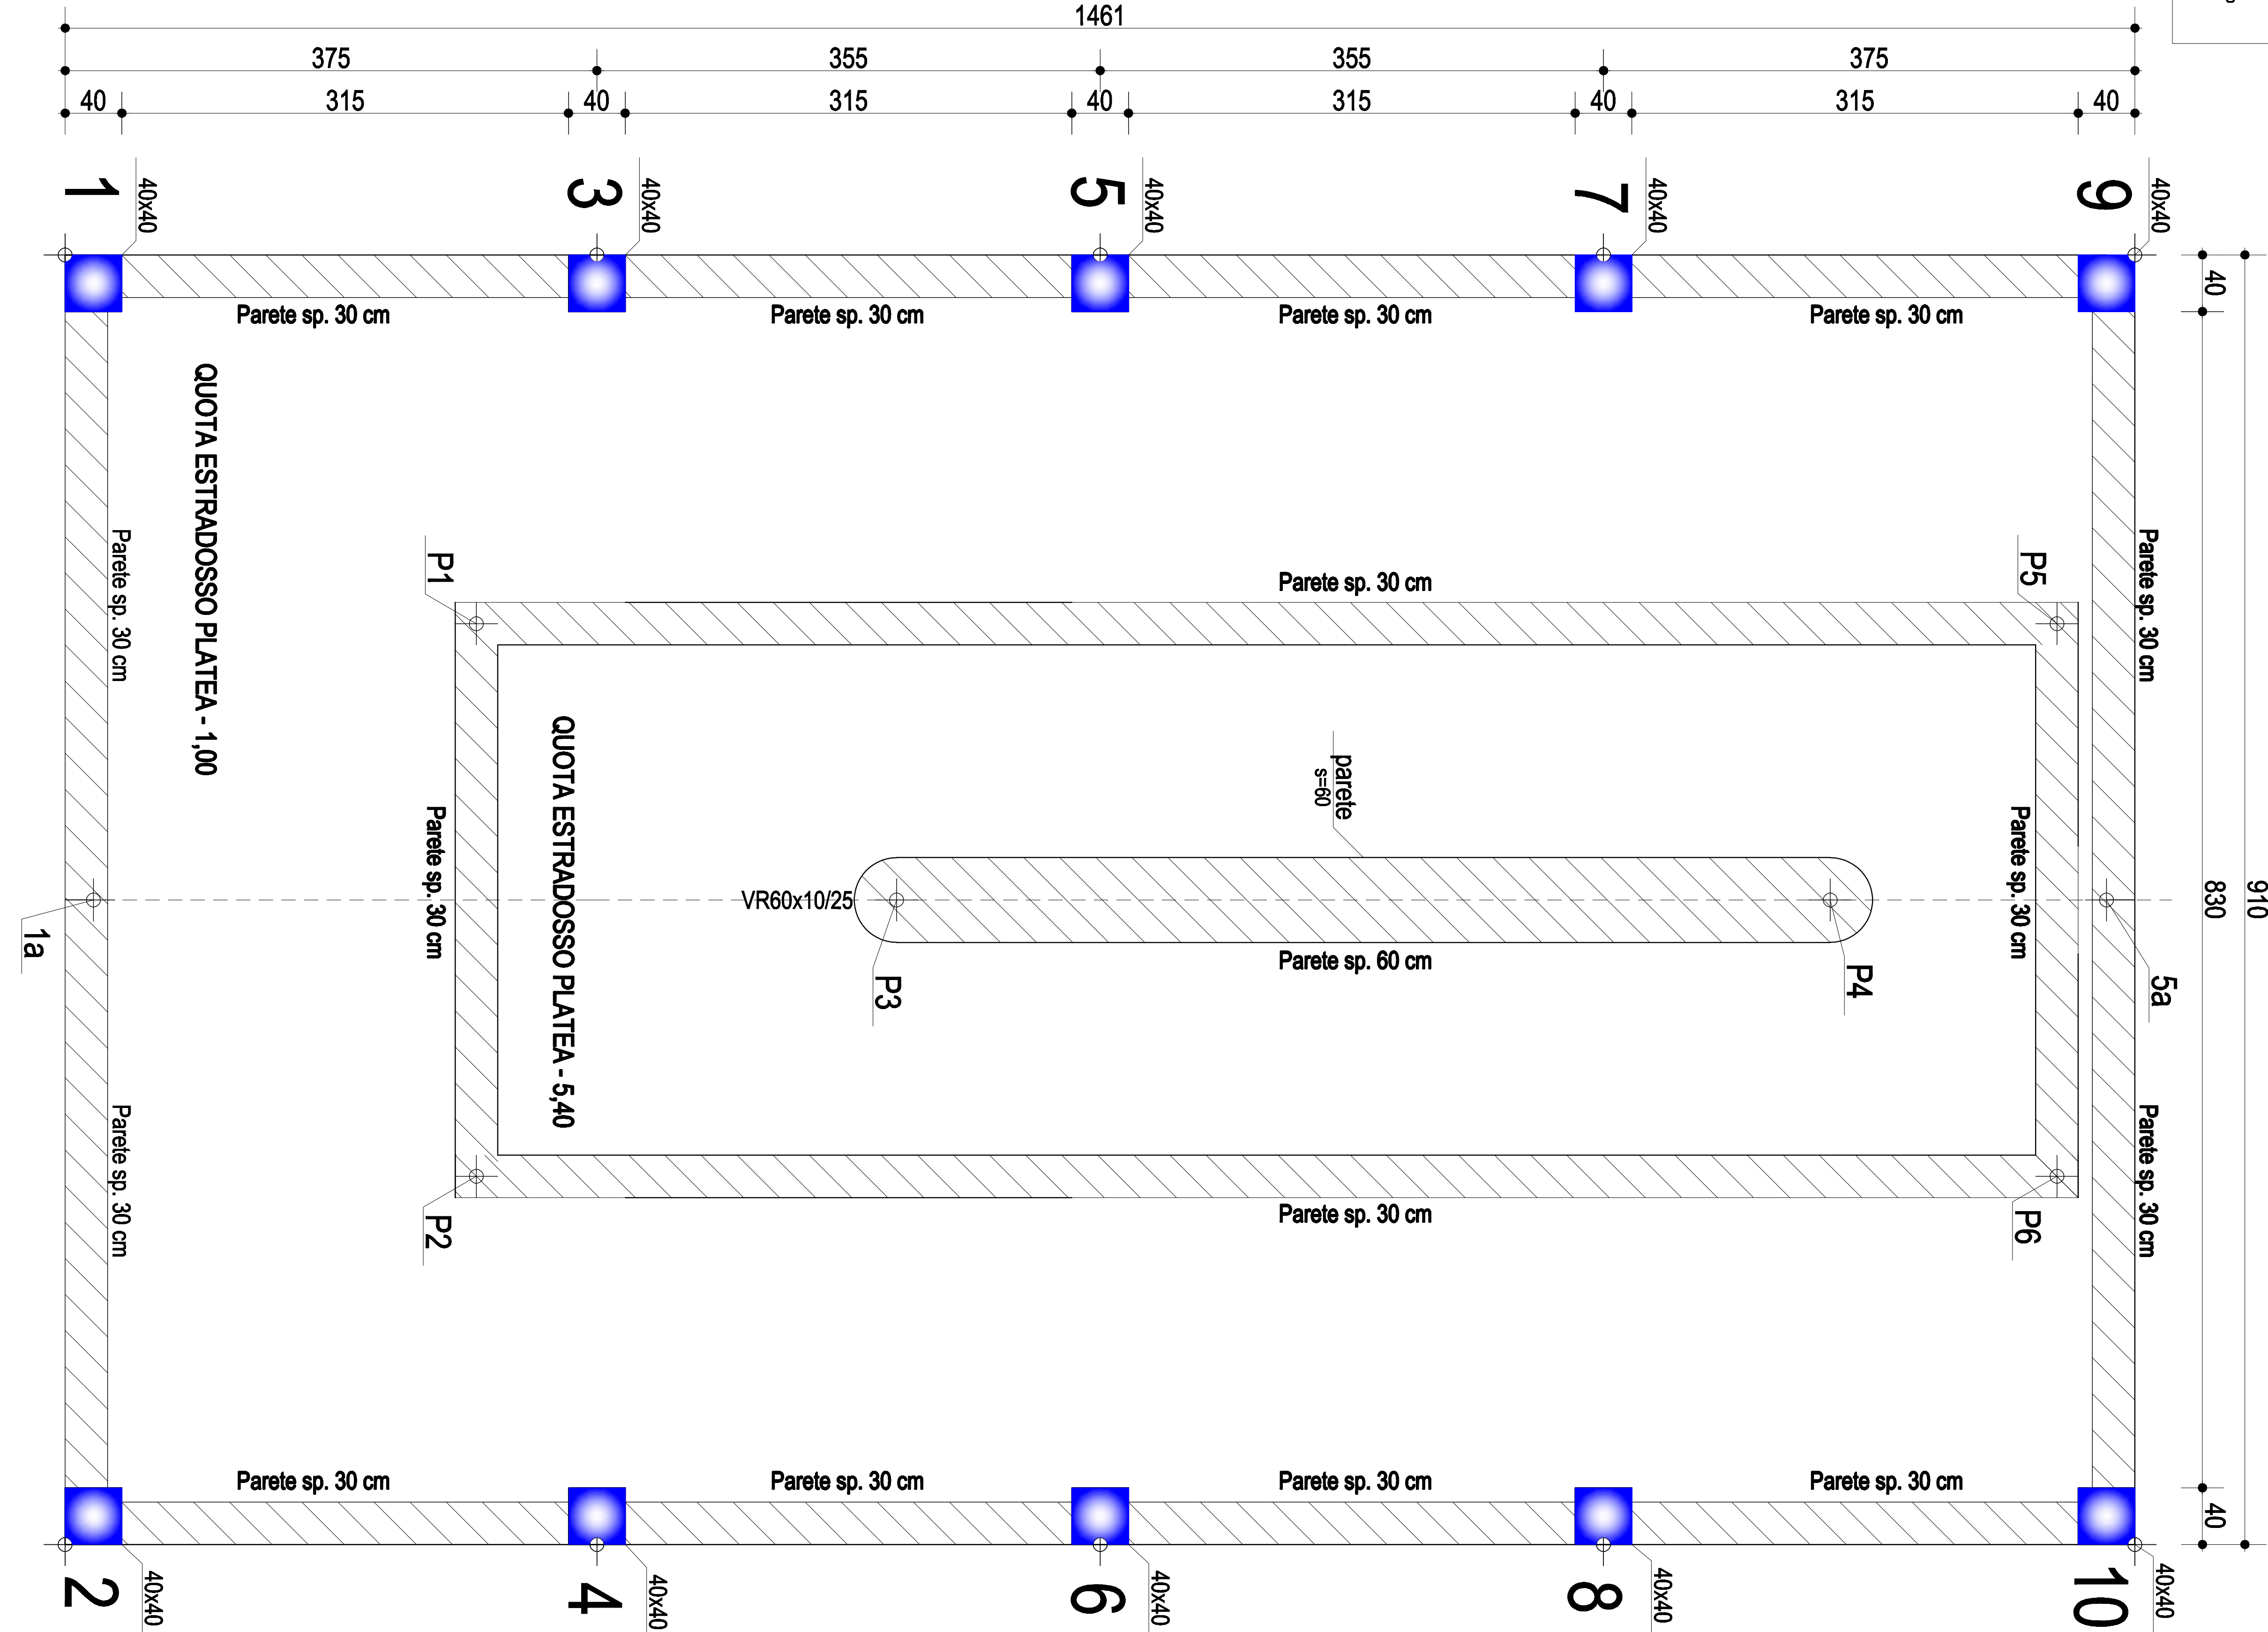 1461
375 355 355 375
40 315 40 315 40 315 40 315 40
1 40x40 3 40x40 5 40x40 7 40x40 9 40x40
40
Parete sp. 30 cm Parete sp. 30 cm Parete sp. 30 cm Parete sp. 30 cm
QUOTA ESTRADOSSO PLATEA - 1,00
Parete sp. 30 cm
Parete sp. 30 cm
P1
P5
Parete sp. 30 cm
QUOTA ESTRADOSSO PLATEA - 5,40
parete
s=60
Parete sp. 30 cm
Parete sp. 30 cm
830
910
VR60x10/25
1a
P3
P4
5a
Parete sp. 60 cm
Parete sp. 30 cm
Parete sp. 30 cm
P2
P6
Parete sp. 30 cm
Parete sp. 30 cm Parete sp. 30 cm Parete sp. 30 cm Parete sp. 30 cm
40
2 40x40 4 40x40 6 40x40 8 40x40 10 40x40